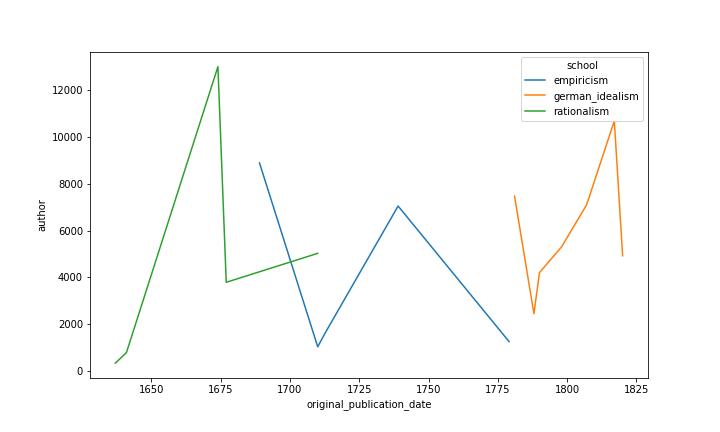 school
empiricism
german_idealism
rationalism
author
12000
10000
8000
6000
4000
2000
0
1650 1675 1700 1725 1750 1775 1800 1825
original_publication_date